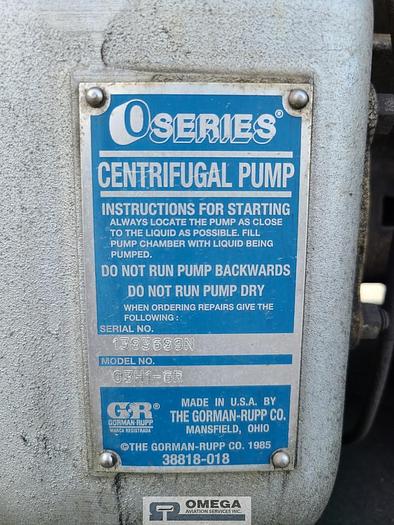 O SERIES®
CENTRIFUGAL PUMP
INSTRUCTIONS FOR STARTING
ALWAYS LOCATE THE PUMP AS CLOSE
TO THE LIQUID AS POSSIBLE. FILL
PUMP CHAMBER WITH LIQUID BEING
PUMPED.
DO NOT RUN PUMP BACKWARDS
DO NOT RUN PUMP DRY
WHEN ORDERING REPAIRS GIVE THE
FOLLOWING :
SERIAL NO.
MODEL NO.
GR®
GORMAN-RUPP
MARCA REGISTRADA
MADE IN U.S.A. BY
THE GORMAN-RUPP CO.
MANSFIELD, OHIO
©THE GORMAN-RUPP CO. 1985
38818-018
OMEGA
AVIATION SERVICES INC.